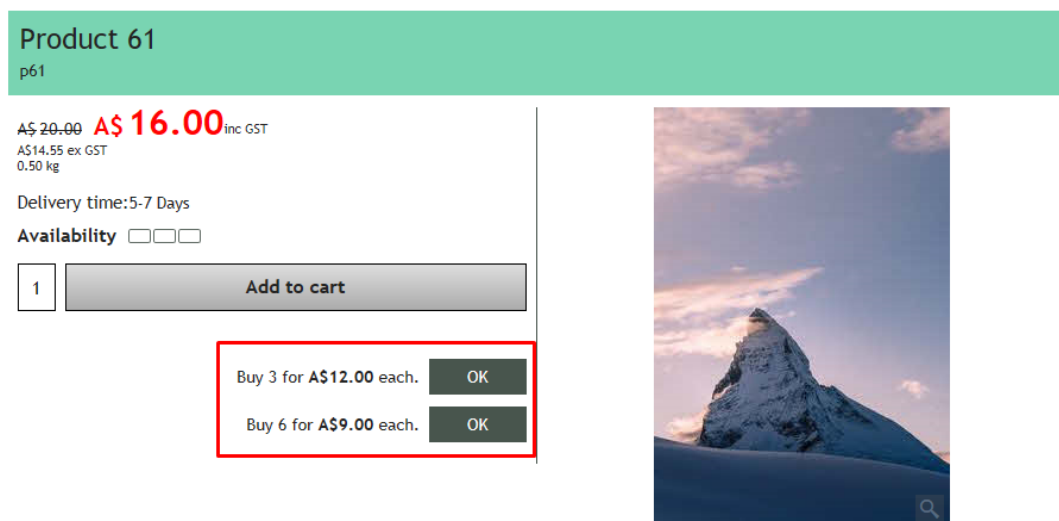 Product 61
p61
A$ 20.00 A$ 16.00 inc GST
A$14.55 ex GST
0.50 kg
Delivery time:5-7 Days
Availability
1 Add to cart
Buy 3 for A$12.00 each. OK
Buy 6 for A$9.00 each. OK